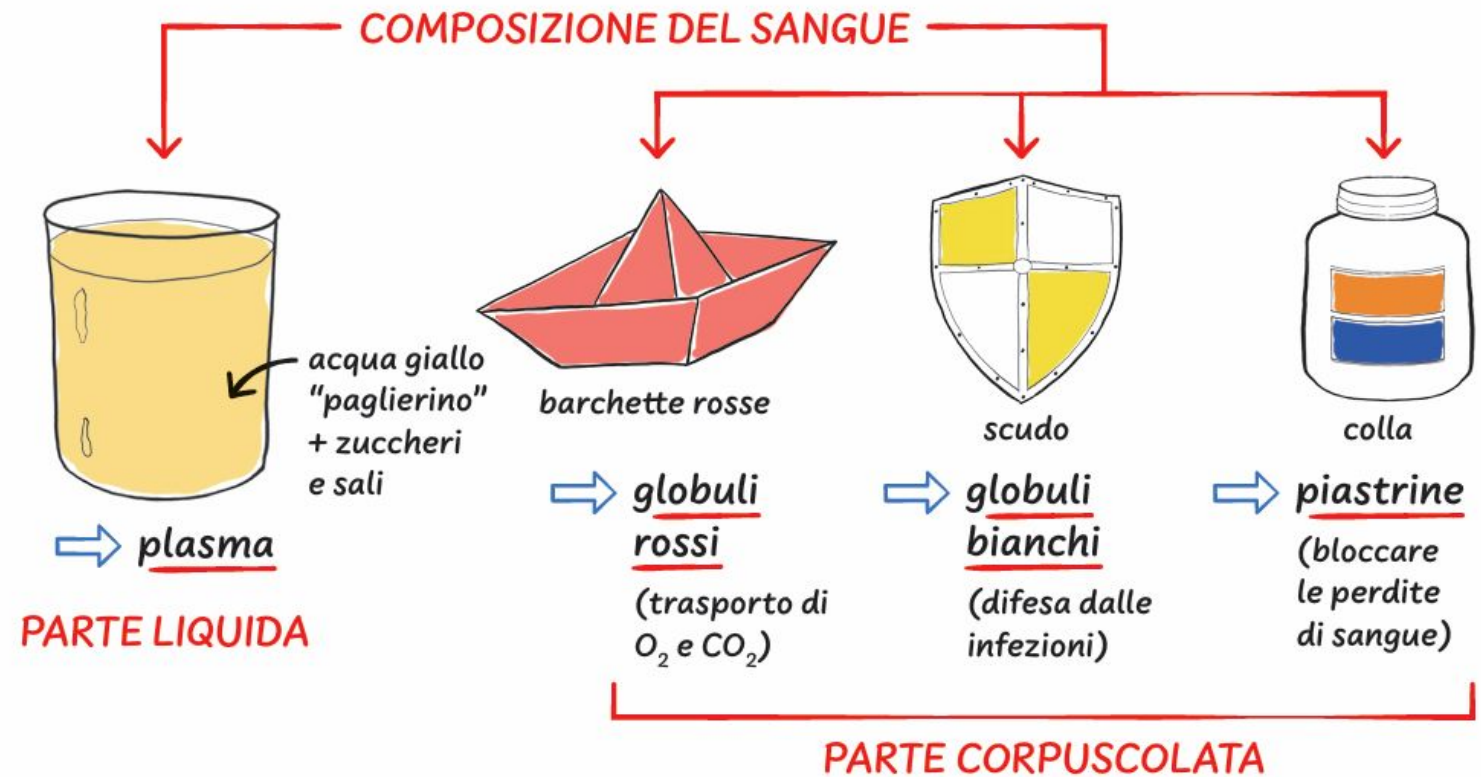 COMPOSIZIONE DEL SANGUE
acqua giallo
“paglierino”
+ zuccheri
e sali
plasma
PARTE LIQUIDA
barchette rosse
globuli
rossi
(trasporto di
O₂ e CO₂)
scudo
globuli
bianchi
(difesa dalle
infezioni)
colla
piastrine
(bloccare
le perdite
di sangue)
PARTE CORPUSCOLATA